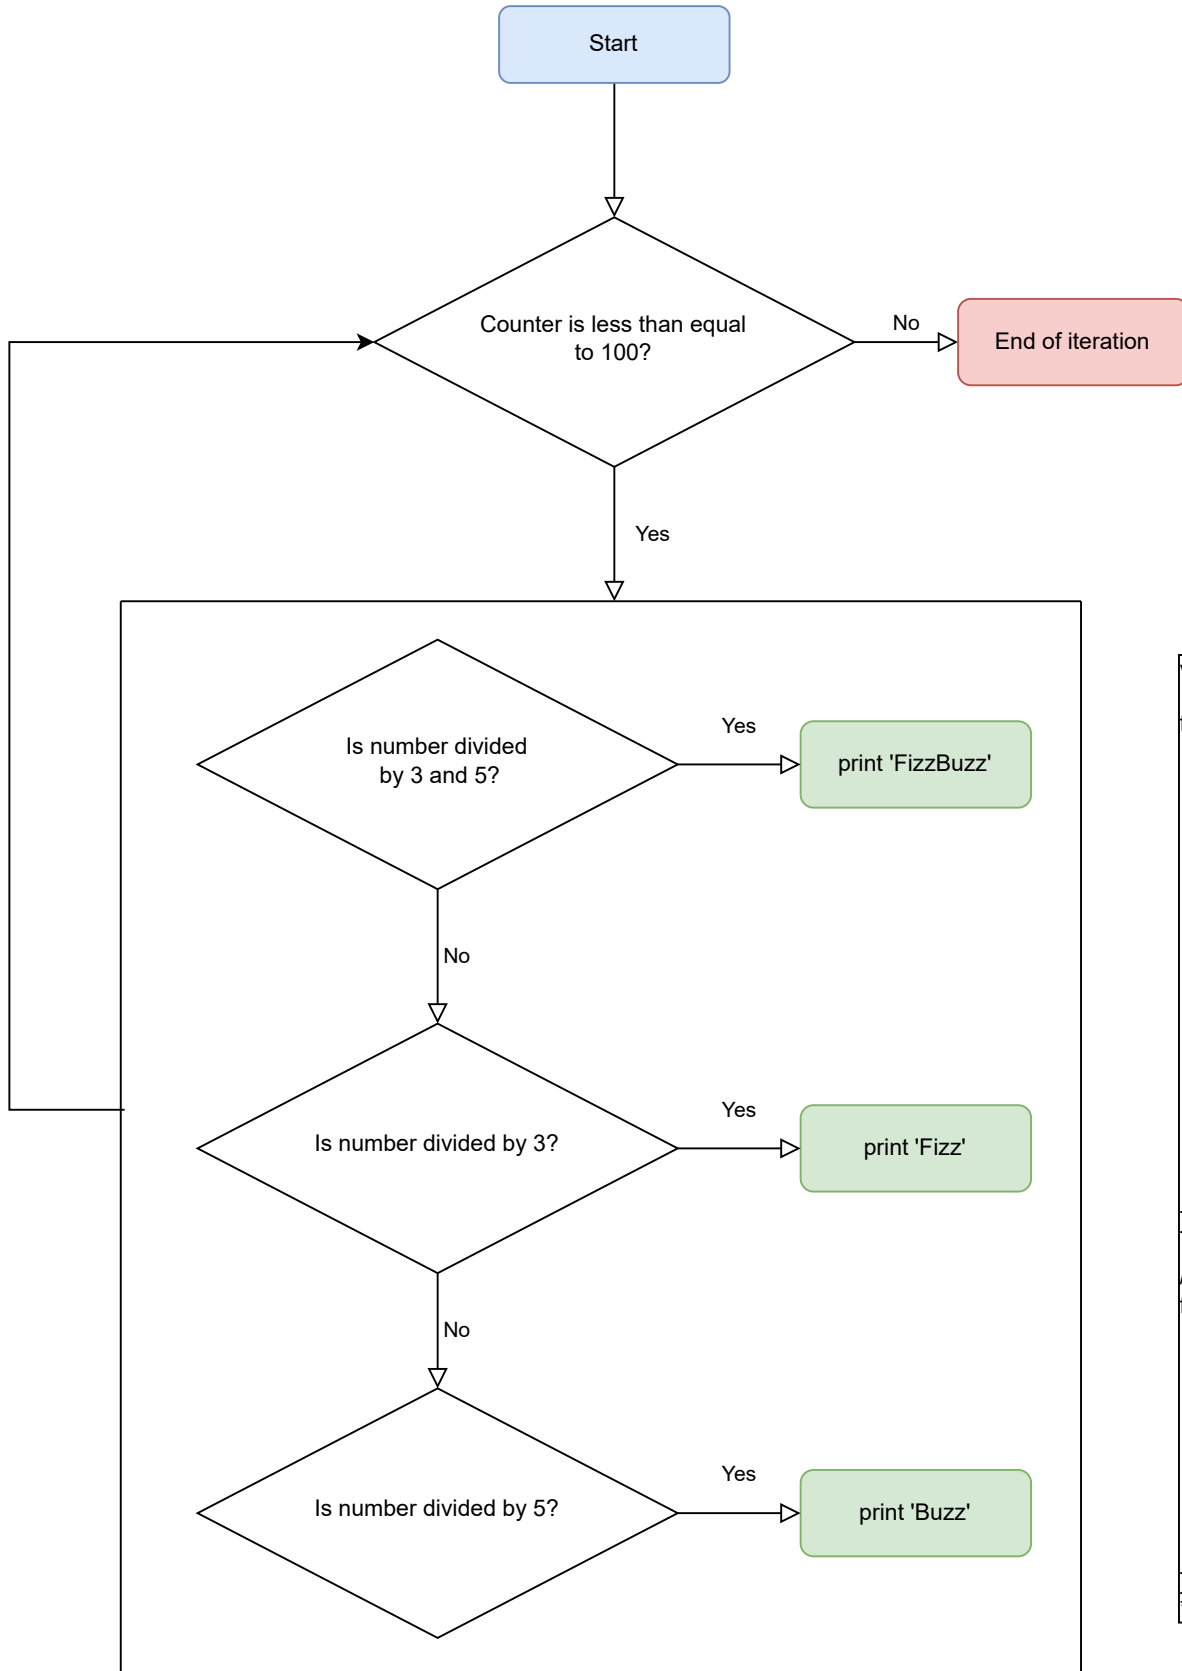 Start
Counter is less than equal
to 100?
No
End of iteration
Yes
Is number divided
by 3 and 5?
Yes
print 'FizzBuzz'
No
Is number divided by 3?
Yes
print 'Fizz'
No
Is number divided by 5?
Yes
print 'Buzz'